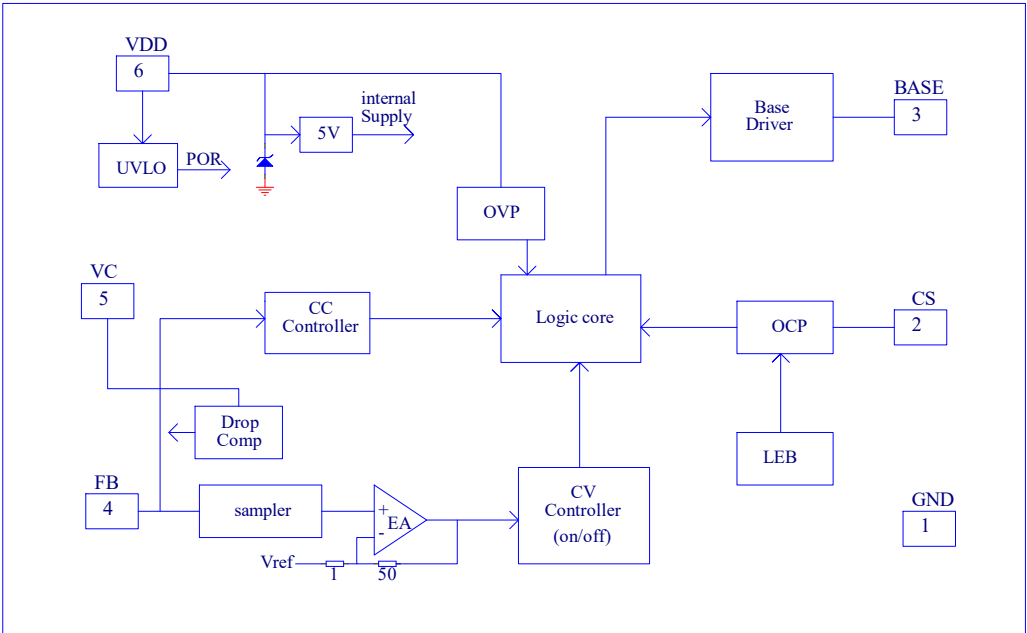 VDD
6
UVLO
POR
5V
internal
Supply
OVP
Base
Driver
BASE
3
VC
5
CC
Controller
Logic core
OCP
CS
2
Drop
Comp
LEB
FB
4
sampler
+
EA
-
Vref
1
50
CV
Controller
(on/off)
GND
1